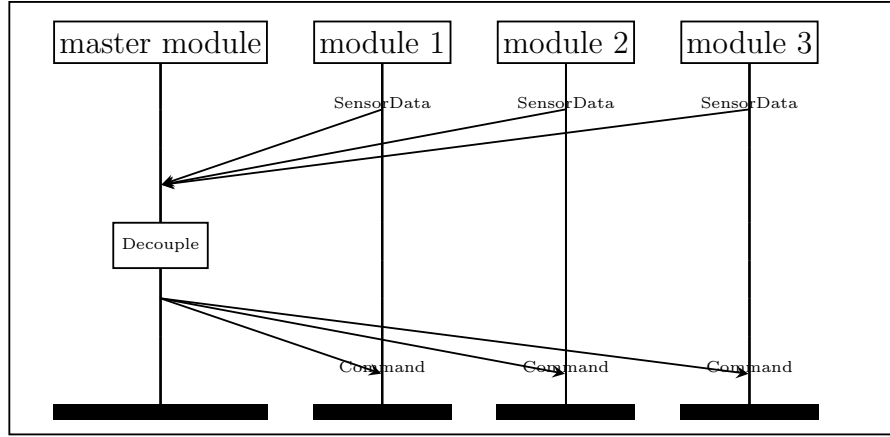 master module
module 1
module 2
module 3
SensorData
SensorData
SensorData
Decouple
Command
Command
Command